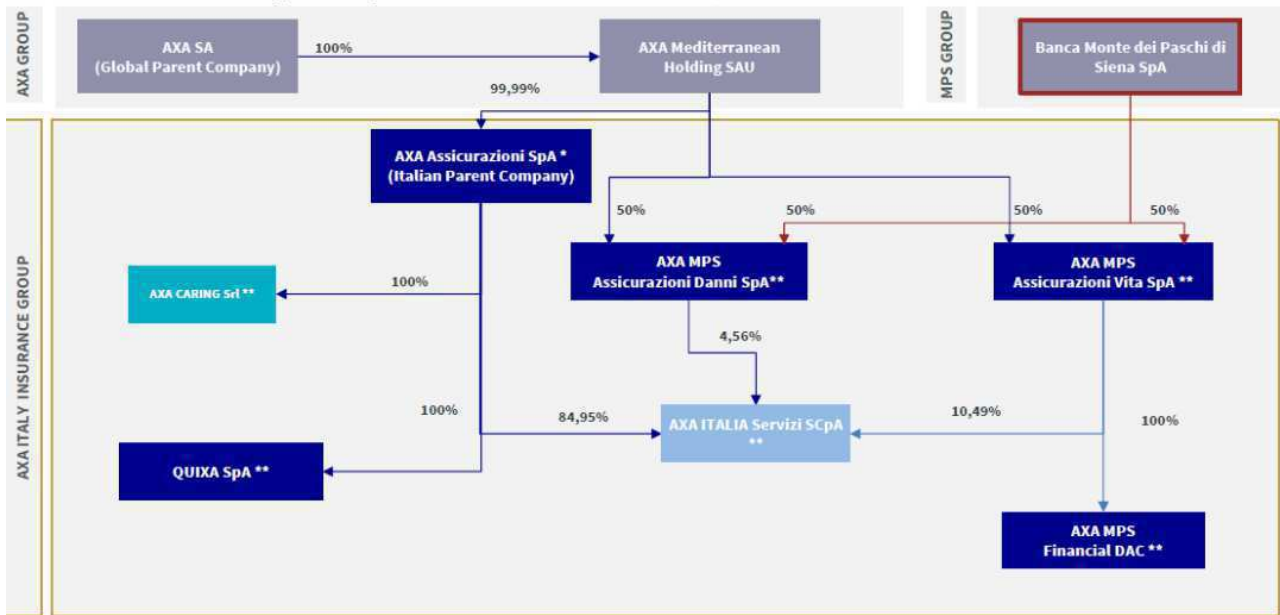 AXA GROUP
AXA SA
(Global Parent Company)
100%
AXA Mediterranean
Holding SAU
MPS GROUP
Banca Monte dei Paschi di
Siena SpA
99,99%
AXA ITALY INSURANCE GROUP
AXA Assicurazioni SpA *
(Italian Parent Company)
50%
50%
50%
50%
AXA MPS
Assicurazioni Danni SpA**
AXA MPS
Assicurazioni Vita SpA **
AXA CARING Srl **
100%
4,56%
100%
84,95%
AXA ITALIA Servizi SCpA
**
10,49%
100%
QUIXA SpA **
AXA MPS
Financial DAC **